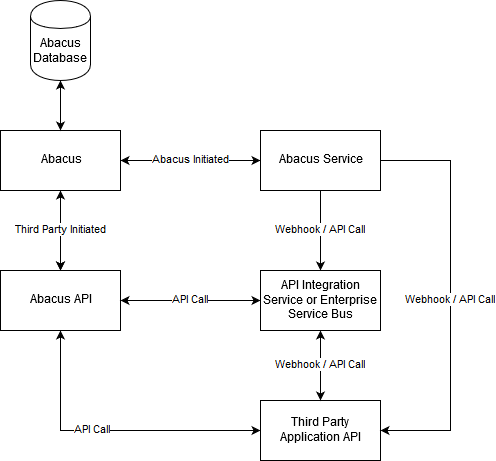 Abacus
Database
Abacus
Abacus Initiated
Abacus Service
Third Party Initiated
Webhook / API Call
Abacus API
API Call
API Integration
Service or Enterprise
Service Bus
Webhook / API Call
Webhook / API Call
API Call
Third Party
Application API